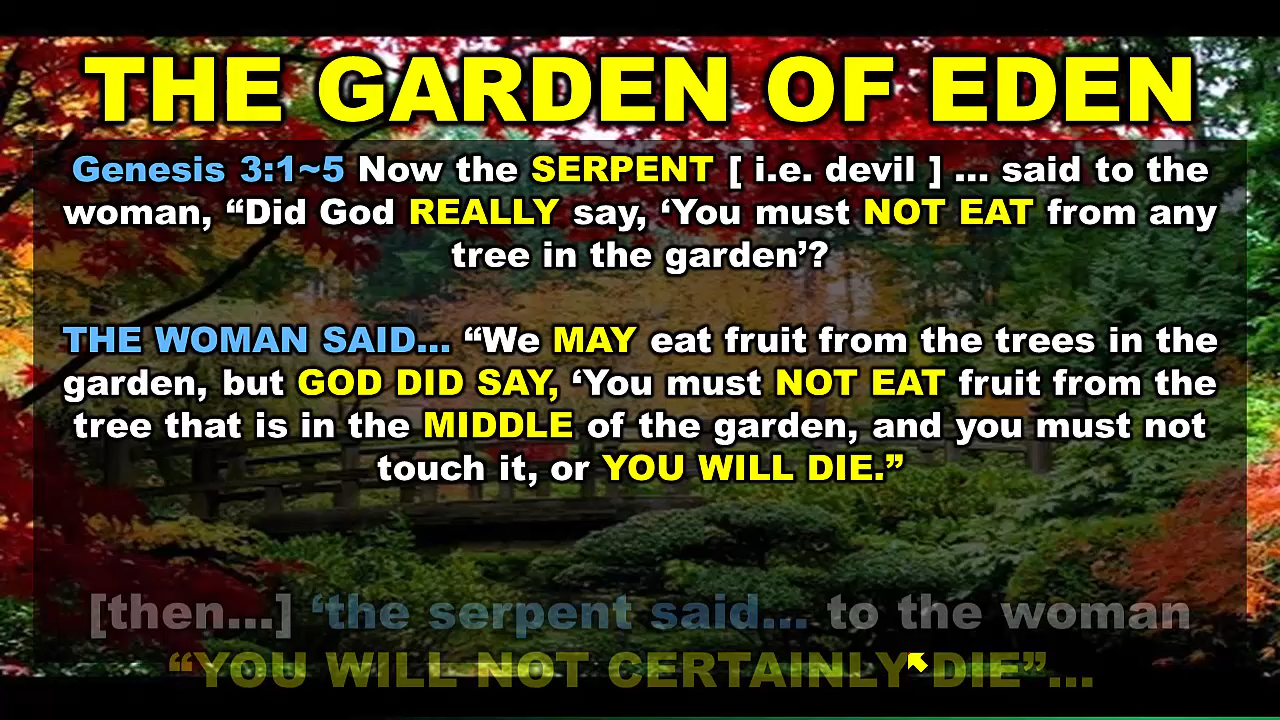 THE GARDEN OF EDEN
Genesis 3:1~5 Now the SERPENT [ i.e. devil ] ... said to the
woman, “Did God REALLY say, ‘You must NOT EAT from any
tree in the garden’?
THE WOMAN SAID... “We MAY eat fruit from the trees in the
garden, but GOD DID SAY, ‘You must NOT EAT fruit from the
tree that is in the MIDDLE of the garden, and you must not
touch it, or YOU WILL DIE.”
[then...] ‘the serpent said... to the woman
“YOU WILL NOT CERTAINLY DIE”...